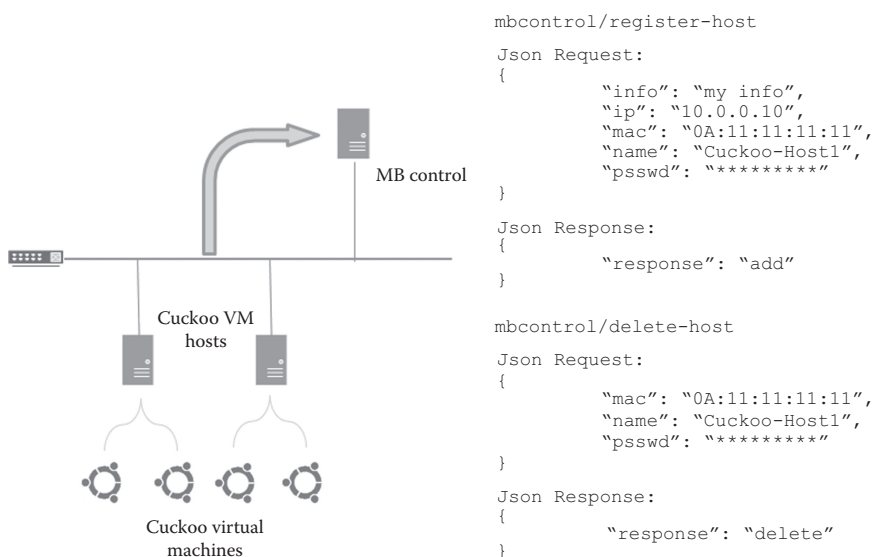 MB control
Cuckoo VM
hosts
Cuckoo virtual
machines
mbcontrol/register-host
Json Request:
{
“info”: “my info”,
“ip”: “10.0.0.10”,
“mac”: “0A:11:11:11:11”,
“name”: “Cuckoo-Host1”,
“psswd”: “*********”
}
Json Response:
{
“response”: “add”
}
mbcontrol/delete-host
Json Request:
{
“mac”: “0A:11:11:11:11”,
“name”: “Cuckoo-Host1”,
“psswd”: “*********”
}
Json Response:
{
“response”: “delete”
}